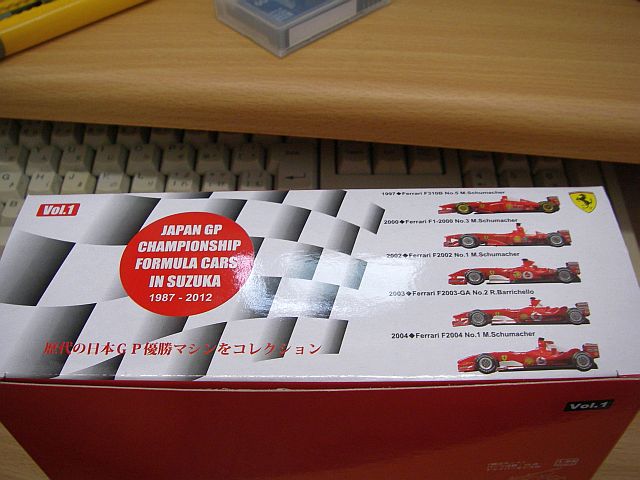 Vol.1
JAPAN GP
CHAMPIONSHIP
FORMULA CARS
IN SUZUKA
1987 - 2012
歴代の日本GP優勝マシンをコレクション
1997◆Ferrari F310B No.5 M.Schumacher
2000◆Ferrari F1-2000 No.3 M.Schumacher
2002◆Ferrari F2002 No.1 M.Schumacher
2003◆Ferrari F2003-GA No.2 R.Barrichello
2004◆Ferrari F2004 No.1 M.Schumacher
Vol.1